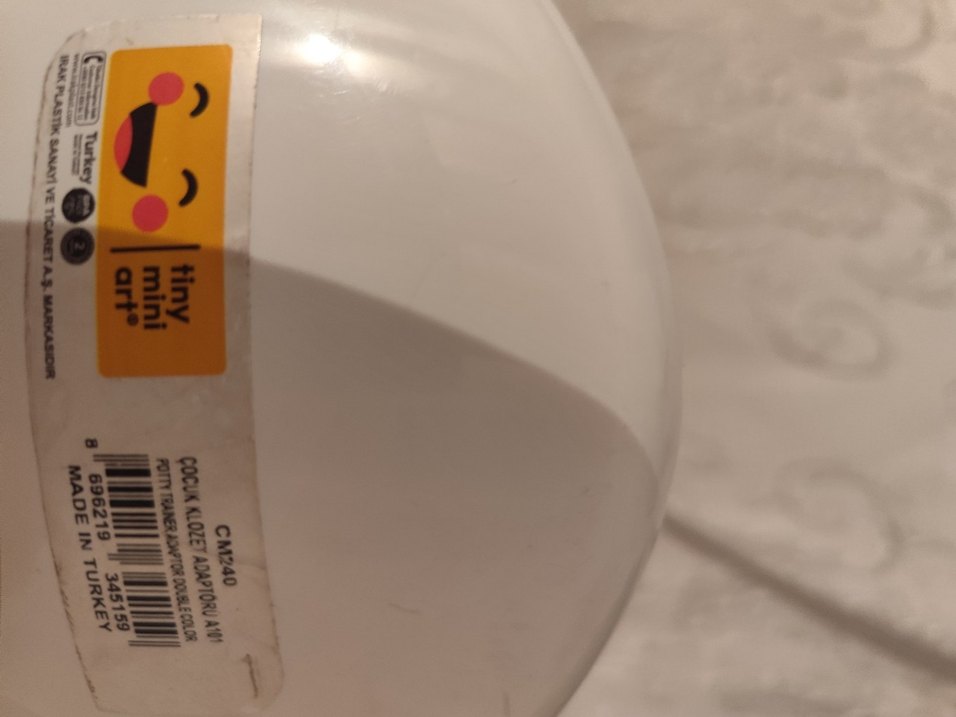 tiny
mini
art®
Turkey
IRAK PLASTİK SANAYİ VE TİCARET A.Ş. MARKASIDIR
CM240
ÇOCUK KLOZET ADAPTÖRÜ A101
POTTY TRAINER ADAPTOR DOUBLE COLOR
8 696219 345159
MADE IN TURKEY